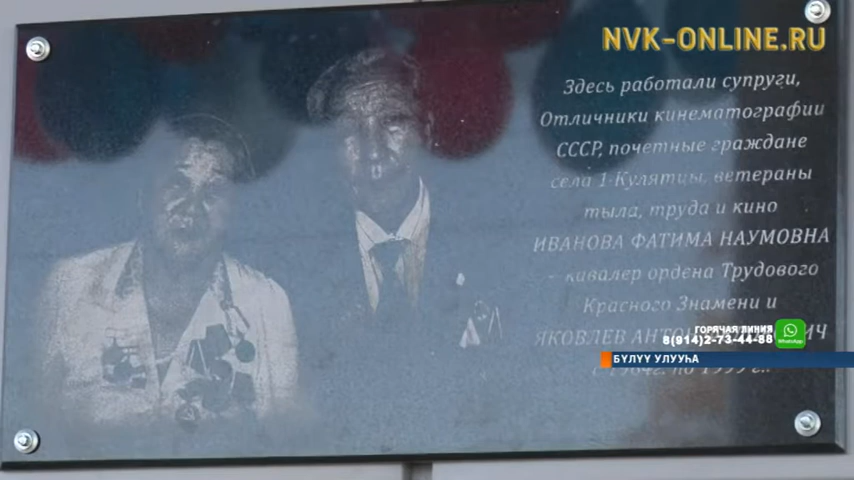 NVK-ONLINE.RU
Здесь работали супруги,
Отличники кинематографии
СССР, почетные граждане
села 1-Кулятцы, ветераны
тыла, труда и кино
ИВАНОВА ФАТИМА НАУМОВНА
- кавалер ордена Трудового
Красного Знамени и
ЯКОВЛЕВ
ГОРЯЧАЯ ЛИНИЯ
8(914)2-73-44-88
WhatsApp
БҮЛҮҮ УЛУУҺА